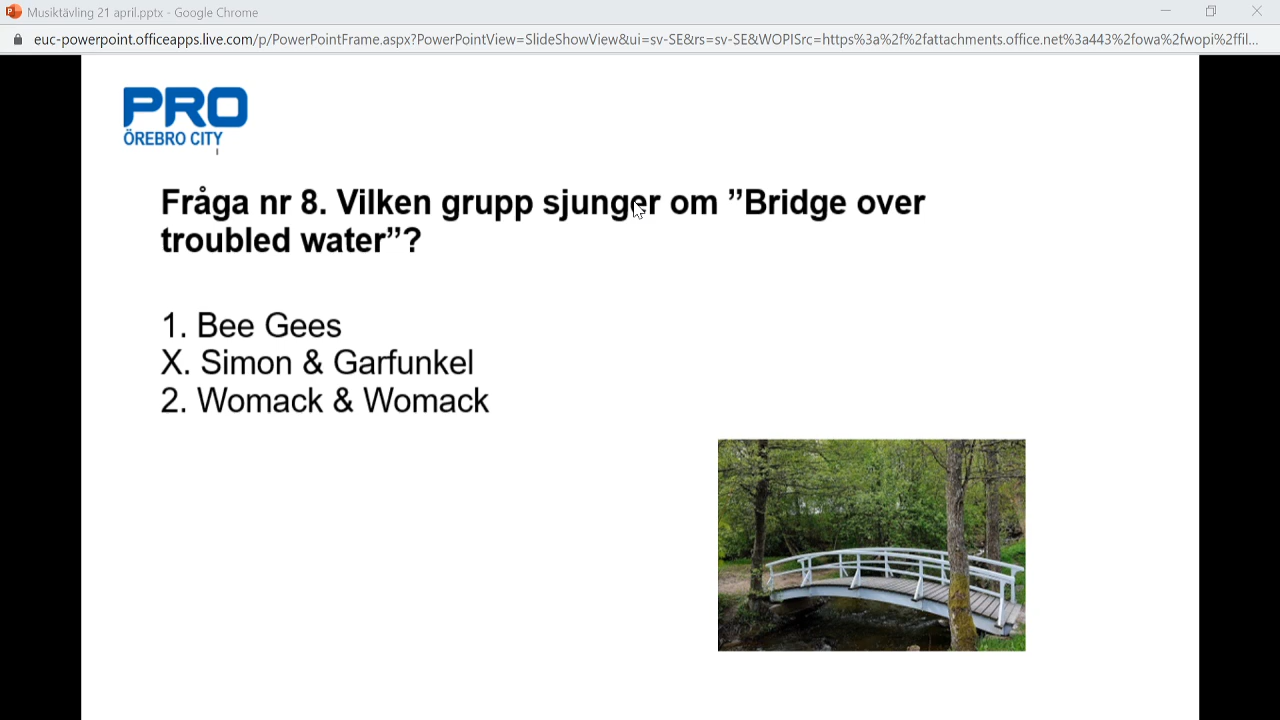 Musiktävling 21 april.pptx - Google Chrome
euc-powerpoint.officeapps.live.com/p/PowerPointFrame.aspx?PowerPointView=SlideShowView&ui=sv-SE&rs=sv-SE&WOPISrc=https%3a%2f%2fattachments.office.net%3a443%2fowa%2fwopi%2ffil...
PRO
ÖREBRO CITY
Fråga nr 8. Vilken grupp sjunger om ”Bridge over
troubled water”?
1. Bee Gees
X. Simon & Garfunkel
2. Womack & Womack